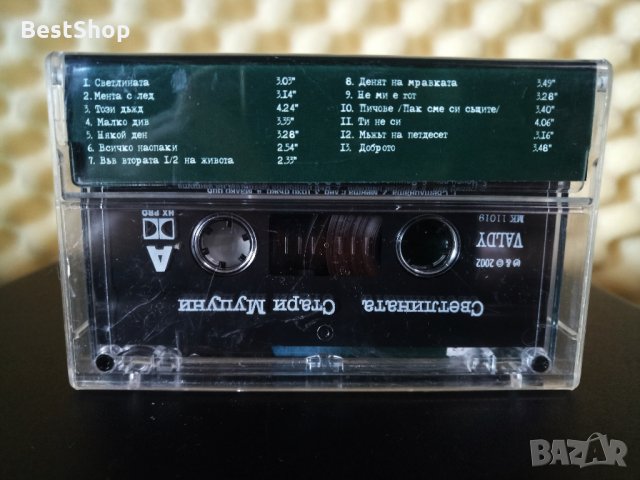 BestShop
1. Светлината 3.03"
2. Мента с лед 3.14"
3. Този дъжд 4.24"
4. Малко див 3.35"
5. Някой ден 3.28"
6. Всичко наопаки 2.54"
7. Във втората 1/2 на живота 2.33"
8. Денят на мравката 3.49"
9. Не ми е тот 3.28"
10. Пичове /Пак сме си същите/ 3.40"
11. Ти не си 4.06"
12. Мъжът на петдесет 3.16"
13. Доброто 3.48"
A
HX PRO
MK 11019
VALDY
℗ & © 2002
Стари Муцуни
Светлината
BAZAR